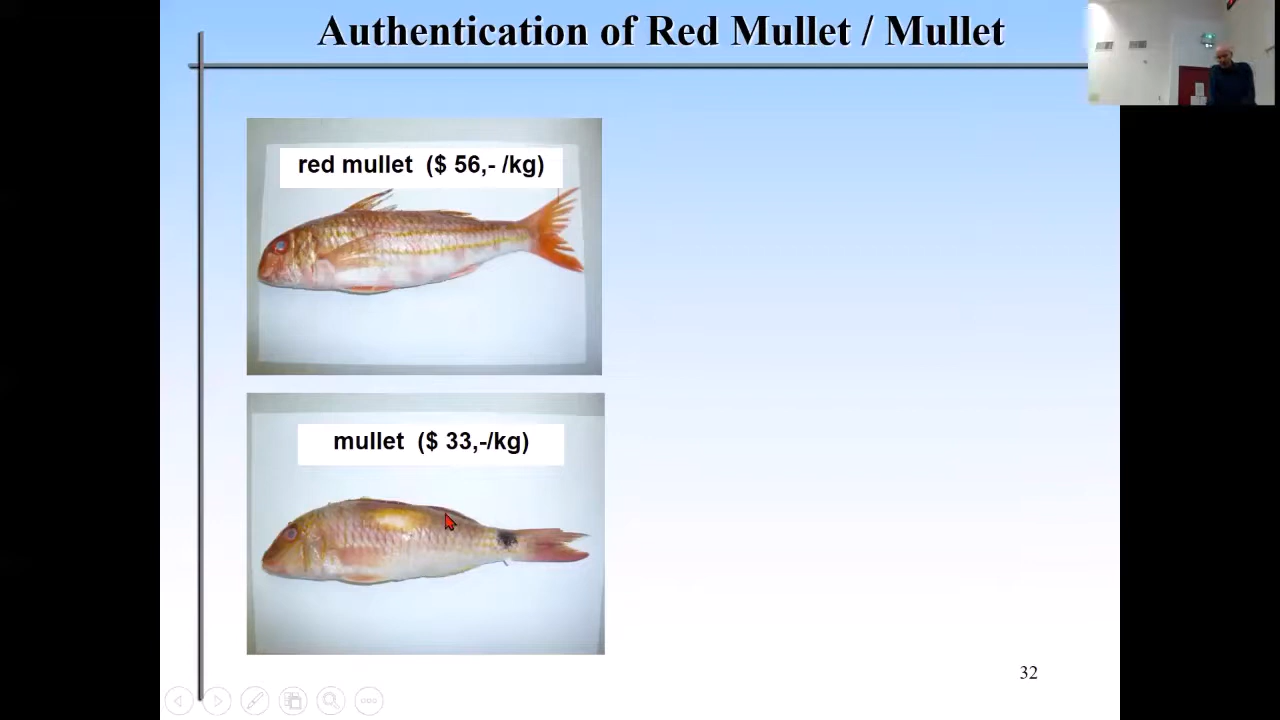 Authentication of Red Mullet / Mullet
red mullet ($ 56,- /kg)
mullet ($ 33,-/kg)
32